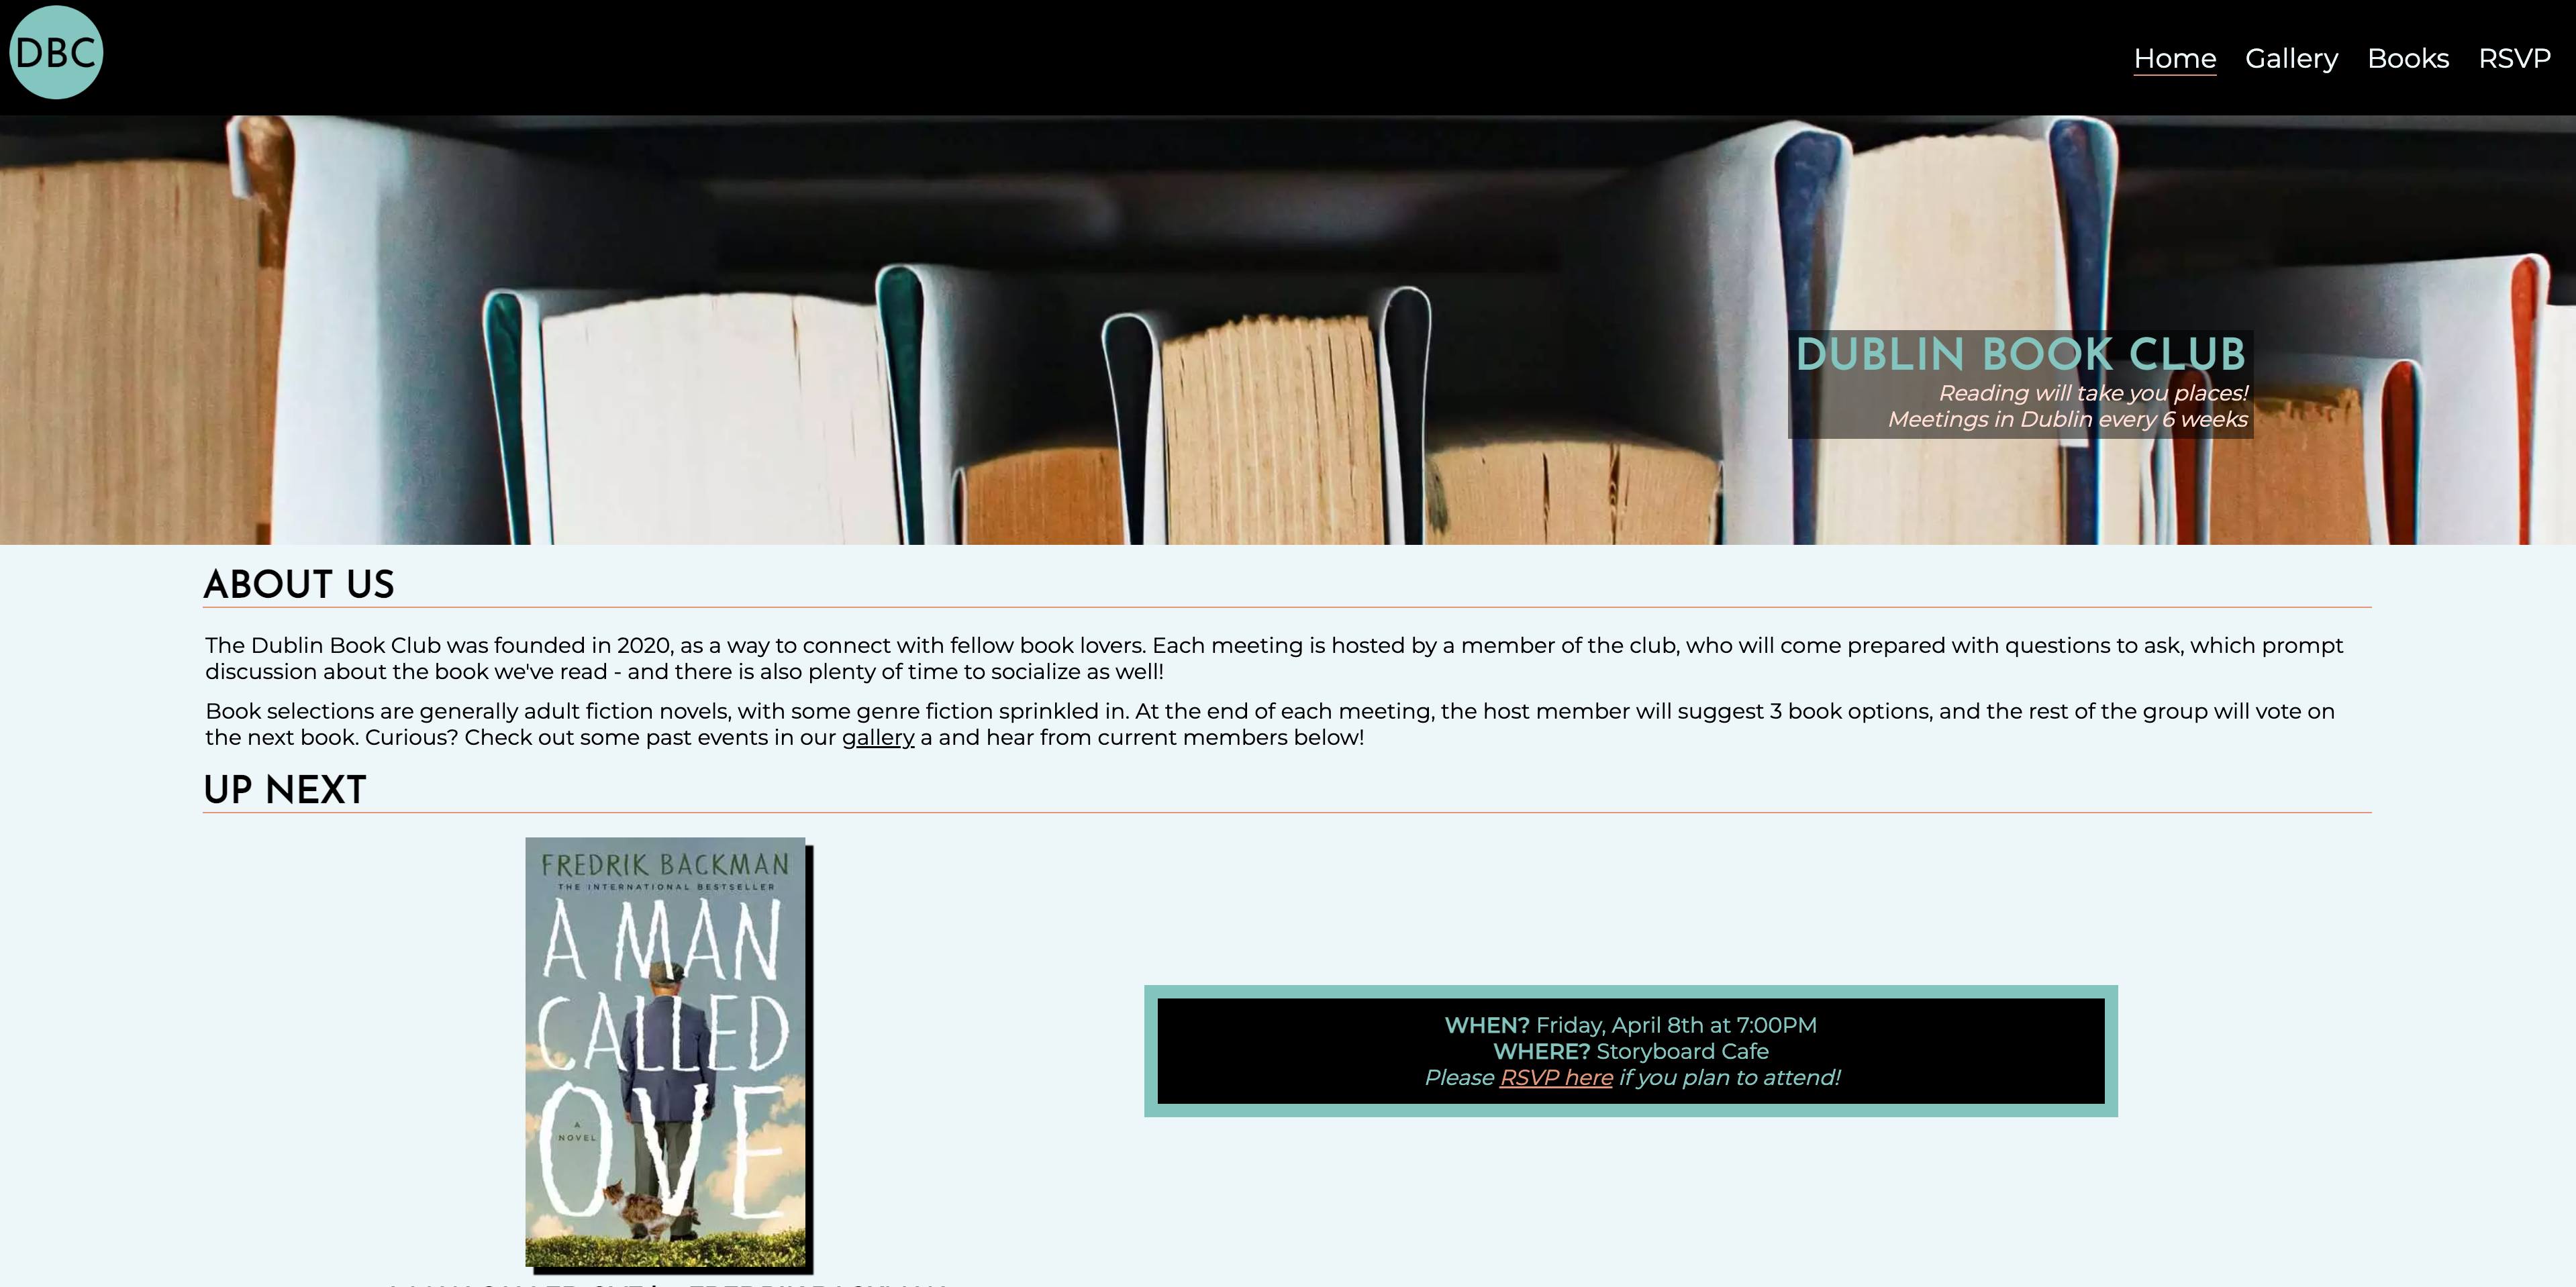 DBC
Home Gallery Books RSVP
DUBLIN BOOK CLUB
Reading will take you places!
Meetings in Dublin every 6 weeks
ABOUT US
The Dublin Book Club was founded in 2020, as a way to connect with fellow book lovers. Each meeting is hosted by a member of the club, who will come prepared with questions to ask, which prompt
discussion about the book we've read - and there is also plenty of time to socialize as well!
Book selections are generally adult fiction novels, with some genre fiction sprinkled in. At the end of each meeting, the host member will suggest 3 book options, and the rest of the group will vote on
the next book. Curious? Check out some past events in our gallery a and hear from current members below!
UP NEXT
FREDRIK BACKMAN
THE INTERNATIONAL BESTSELLER
A MAN
CALLED
OVE
A
NOVEL
WHEN? Friday, April 8th at 7:00PM
WHERE? Storyboard Cafe
Please RSVP here if you plan to attend!